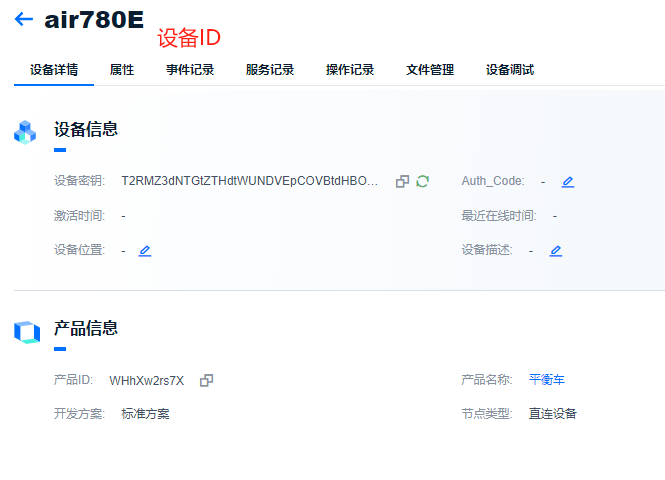 air780E
设备ID
设备详情 属性 事件记录 服务记录 操作记录 文件管理 设备调试
设备信息
设备密钥: T2RMZ3dNTGtZTHdtWUNDVEpCOVBtdHBO... Auth_Code: -
激活时间: - 最近在线时间: -
设备位置: - 设备描述: -
产品信息
产品ID: WHhXw2rs7X 产品名称: 平衡车
开发方案: 标准方案 节点类型: 直连设备